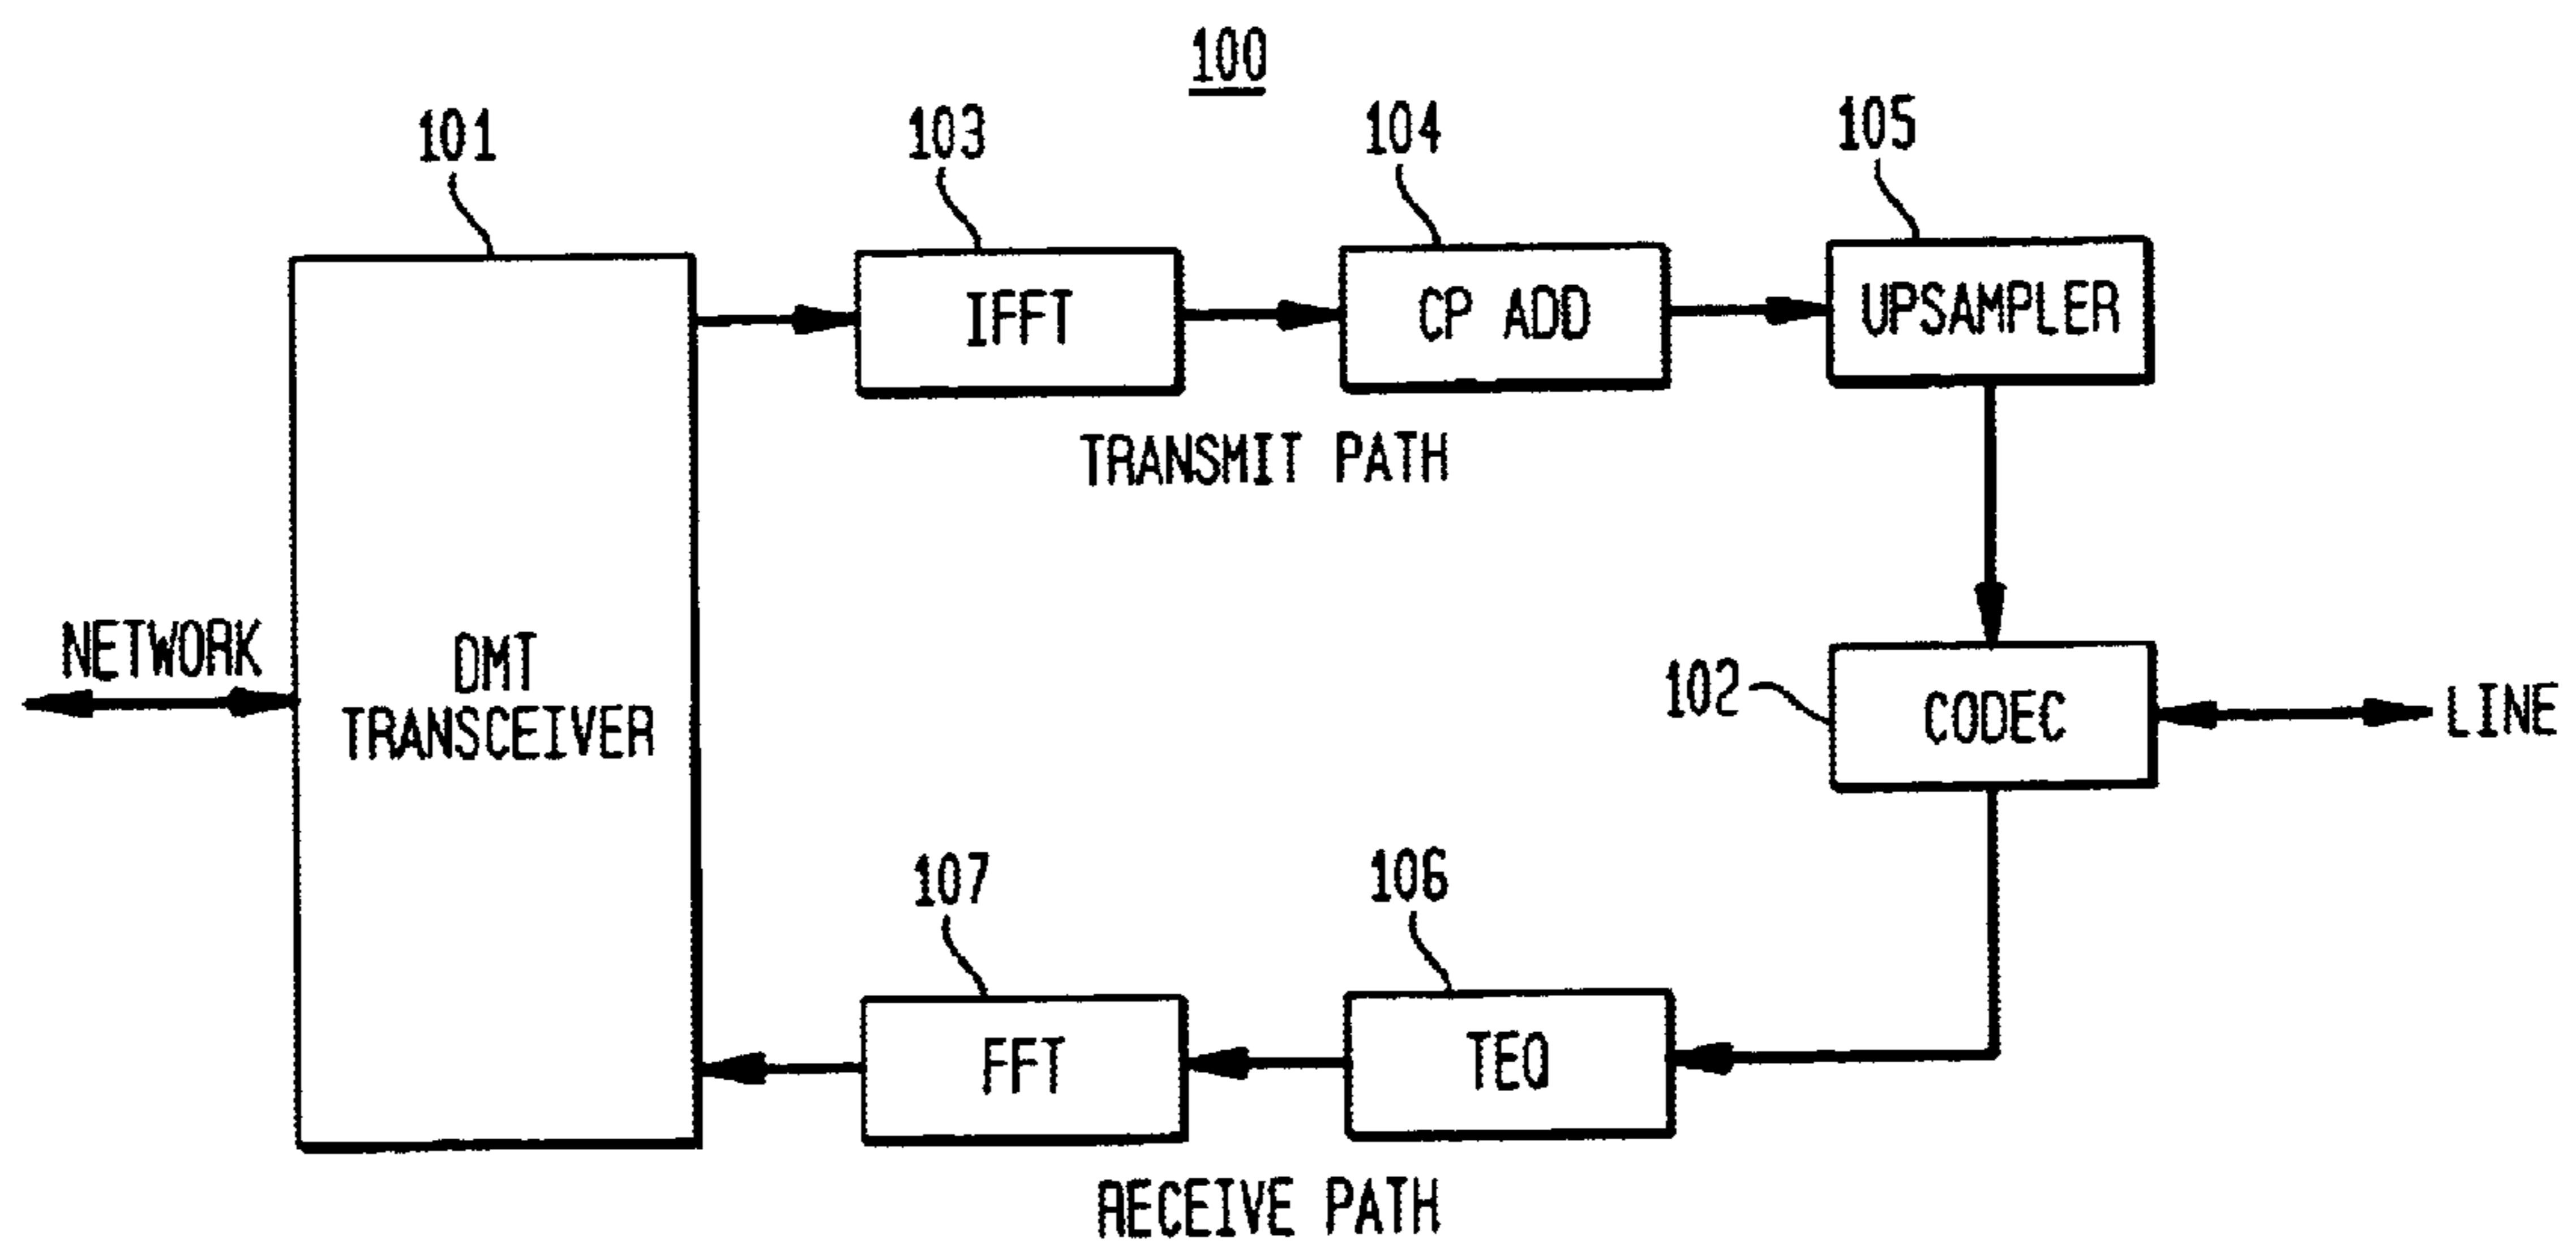 100
101
103
104
105
IFFT
CP ADD
UPSAMPLER
TRANSMIT PATH
NETWORK
DMT
TRANSCEIVER
102
CODEC
LINE
107
106
FFT
TEQ
RECEIVE PATH